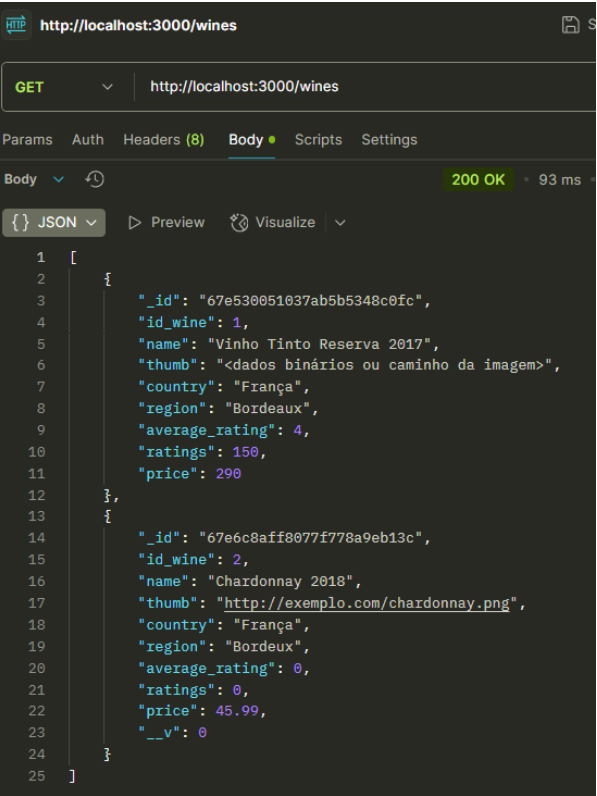 HTTP http://localhost:3000/wines S
GET http://localhost:3000/wines
Params Auth Headers (8) Body Scripts Settings
Body 200 OK 93 ms
{} JSON Preview Visualize
1 [
2 {
3 "_id": "67e530051037ab5b5348c0fc",
4 "id_wine": 1,
5 "name": "Vinho Tinto Reserva 2017",
6 "thumb": "<dados binários ou caminho da imagem>",
7 "country": "França",
8 "region": "Bordeaux",
9 "average_rating": 4,
10 "ratings": 150,
11 "price": 290
12 },
13 {
14 "_id": "67e6c8aff8077f778a9eb13c",
15 "id_wine": 2,
16 "name": "Chardonnay 2018",
17 "thumb": "http://exemplo.com/chardonnay.png",
18 "country": "França",
19 "region": "Bordeux",
20 "average_rating": 0,
21 "ratings": 0,
22 "price": 45.99,
23 "__v": 0
24 }
25 ]